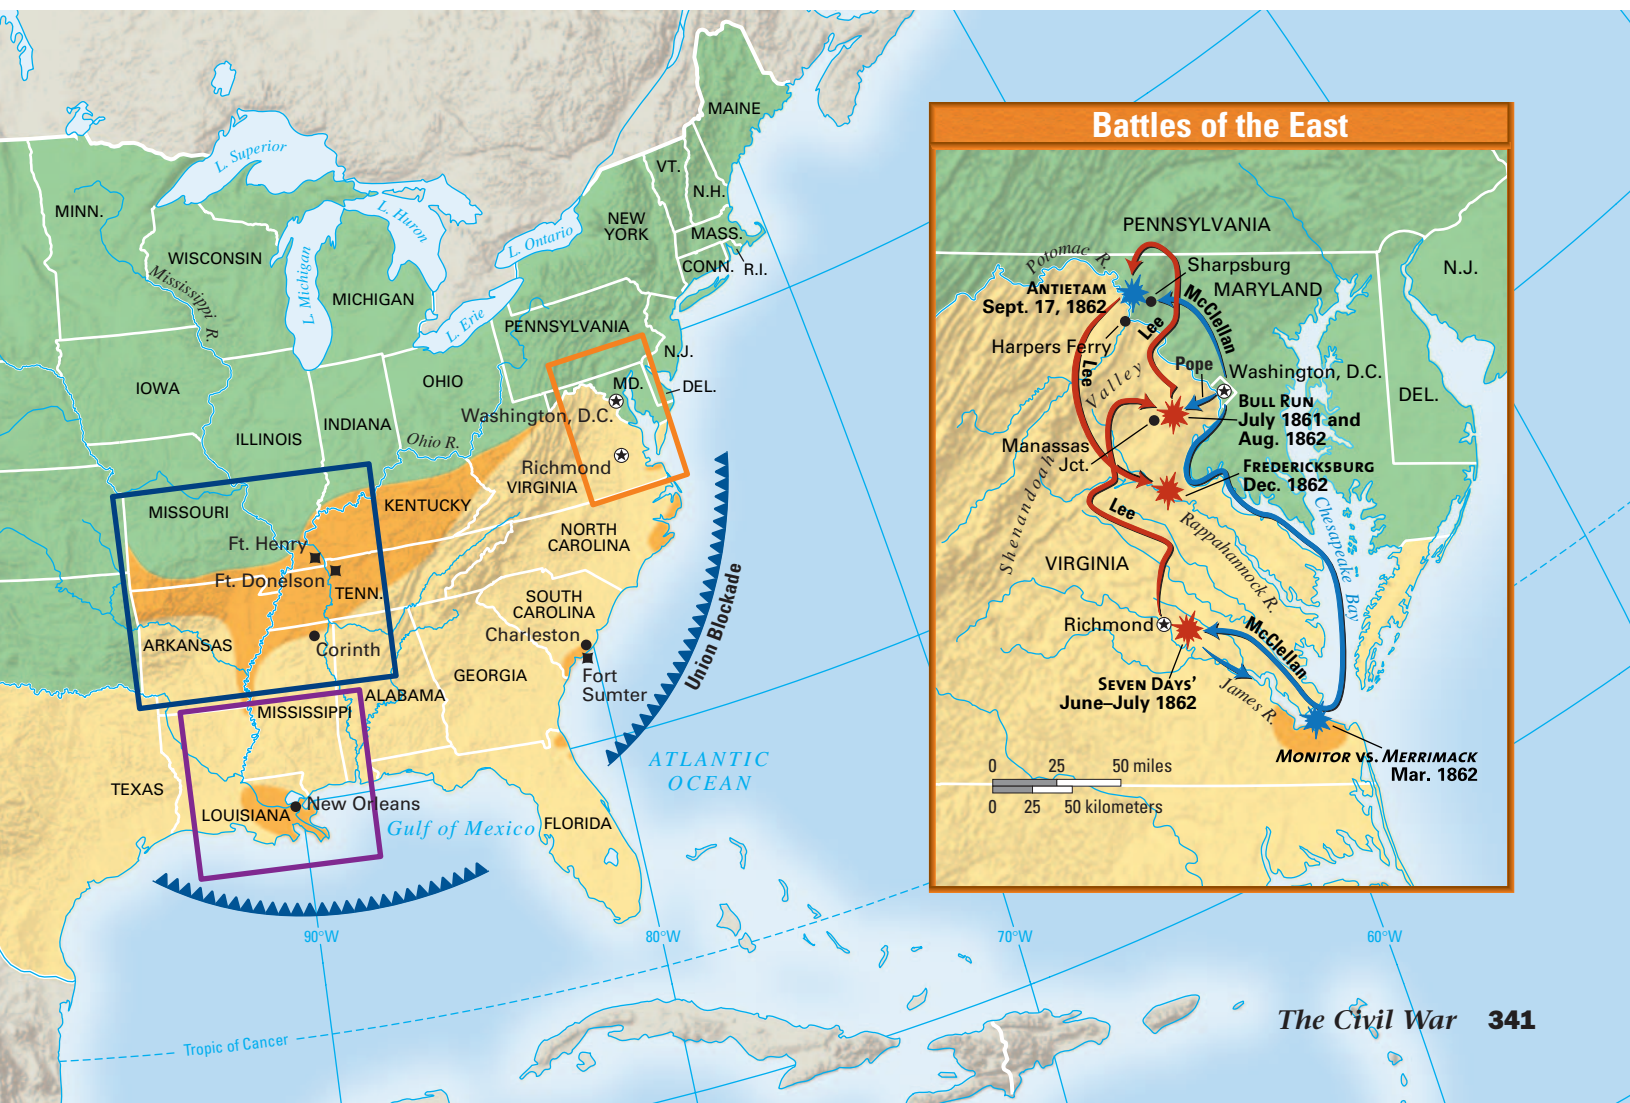 L. Superior
MAINE
VT.
N.H.
MINN.
L. Huron
NEW
YORK
MASS.
L. Ontario
WISCONSIN
CONN.
R.I.
L. Michigan
Mississippi R.
MICHIGAN
L. Erie
PENNSYLVANIA
N.J.
IOWA
OHIO
MD.
DEL.
Washington, D.C.
INDIANA
ILLINOIS
Ohio R.
Richmond
VIRGINIA
KENTUCKY
MISSOURI
NORTH
CAROLINA
Ft. Henry
Ft. Donelson
TENN.
SOUTH
CAROLINA
Charleston
ARKANSAS
Corinth
Fort
Sumter
GEORGIA
Union Blockade
ALABAMA
MISSISSIPPI
TEXAS
LOUISIANA
New Orleans
Gulf of Mexico
FLORIDA
ATLANTIC
OCEAN
90°W
80°W
70°W
60°W
Tropic of Cancer
Battles of the East
PENNSYLVANIA
Potomac R.
Sharpsburg
MARYLAND
N.J.
ANTIETAM
Sept. 17, 1862
McClellan
Lee
Harpers Ferry
Lee
Pope
Washington, D.C.
Shenandoah Valley
DEL.
BULL RUN
July 1861 and
Aug. 1862
Manassas
Jct.
FREDERICKSBURG
Dec. 1862
Lee
Rappahannock R.
Chesapeake Bay
VIRGINIA
Richmond
McClellan
SEVEN DAYS'
June–July 1862
James R.
MONITOR VS. MERRIMACK
Mar. 1862
0 25 50 miles
0 25 50 kilometers
The Civil War 341